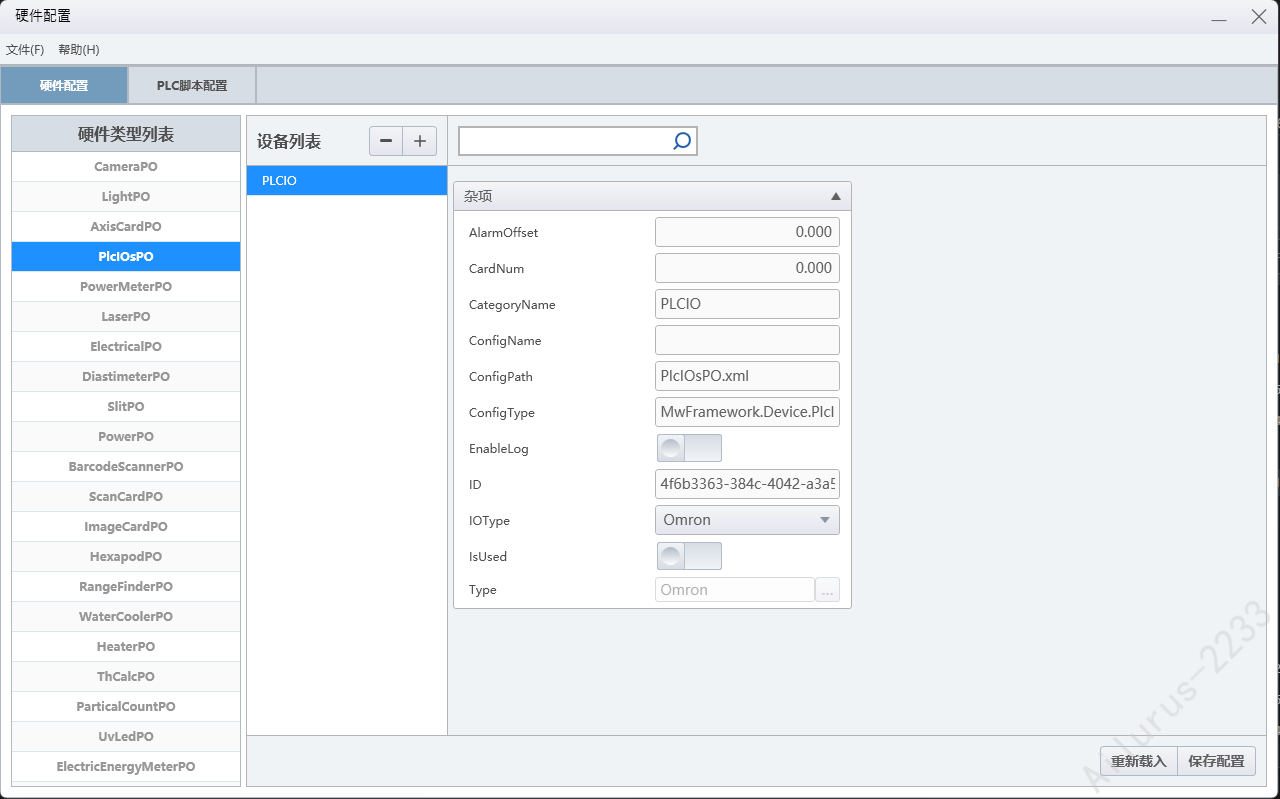 硬件配置
文件(F) 帮助(H)
硬件配置 PLC脚本配置
硬件类型列表
CameraPO
LightPO
AxisCardPO
PlcIOsPO
PowerMeterPO
LaserPO
ElectricalPO
DiastimeterPO
SlitPO
PowerPO
BarcodeScannerPO
ScanCardPO
ImageCardPO
HexapodPO
RangeFinderPO
WaterCoolerPO
HeaterPO
ThCalcPO
ParticalCountPO
UvLedPO
ElectricEnergyMeterPO
设备列表
PLCIO
杂项
AlarmOffset 0.000
CardNum 0.000
CategoryName PLCIO
ConfigName
ConfigPath PlcIOsPO.xml
ConfigType MwFramework.Device.PlcI
EnableLog
ID 4f6b3363-384c-4042-a3a5
IOType Omron
IsUsed
Type Omron ...
重新载入 保存配置
Ailurus-2233